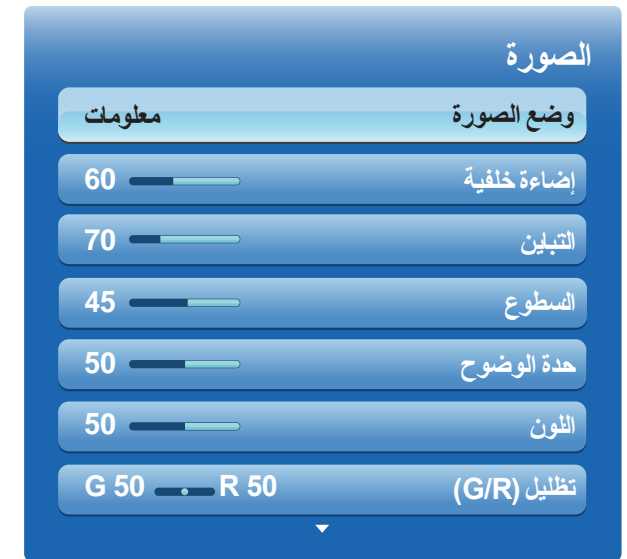 الصورة
وضع الصورة معلومات
إضاءة خلفية 60
التباين 70
السطوع 45
حدة الوضوح 50
اللون 50
تظليل (G/R) G 50 R 50